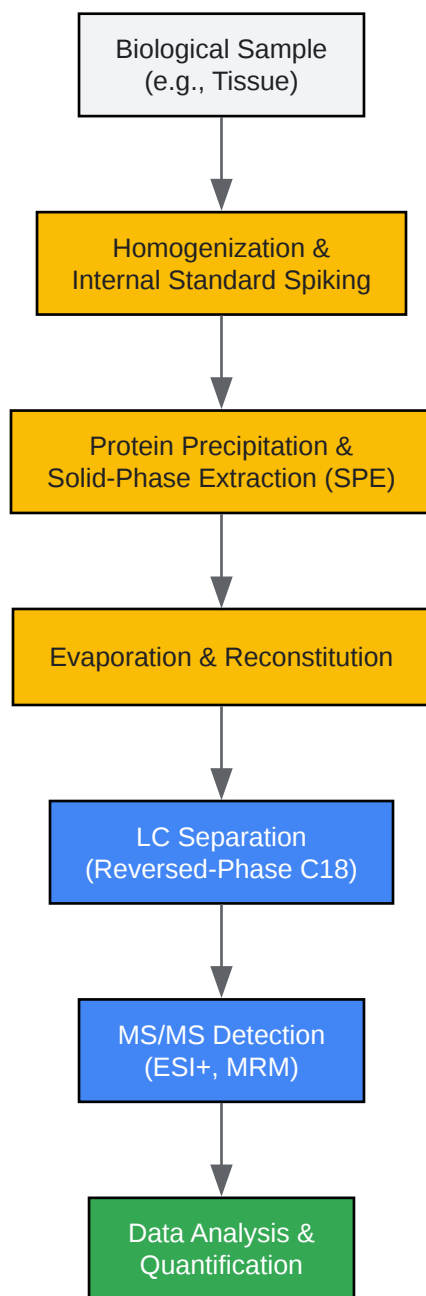 Biological Sample
(e.g., Tissue)
Homogenization &
Internal Standard Spiking
Protein Precipitation &
Solid-Phase Extraction (SPE)
Evaporation & Reconstitution
LC Separation
(Reversed-Phase C18)
MS/MS Detection
(ESI+, MRM)
Data Analysis &
Quantification